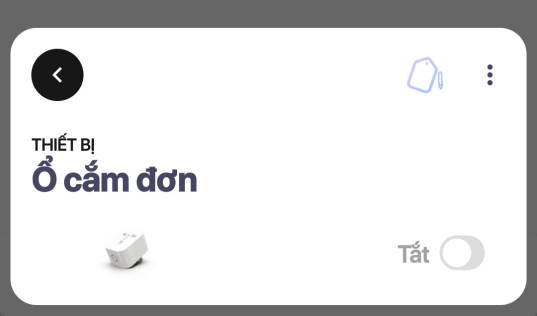 THIẾT BỊ
Ổ cắm đơn
Tắt